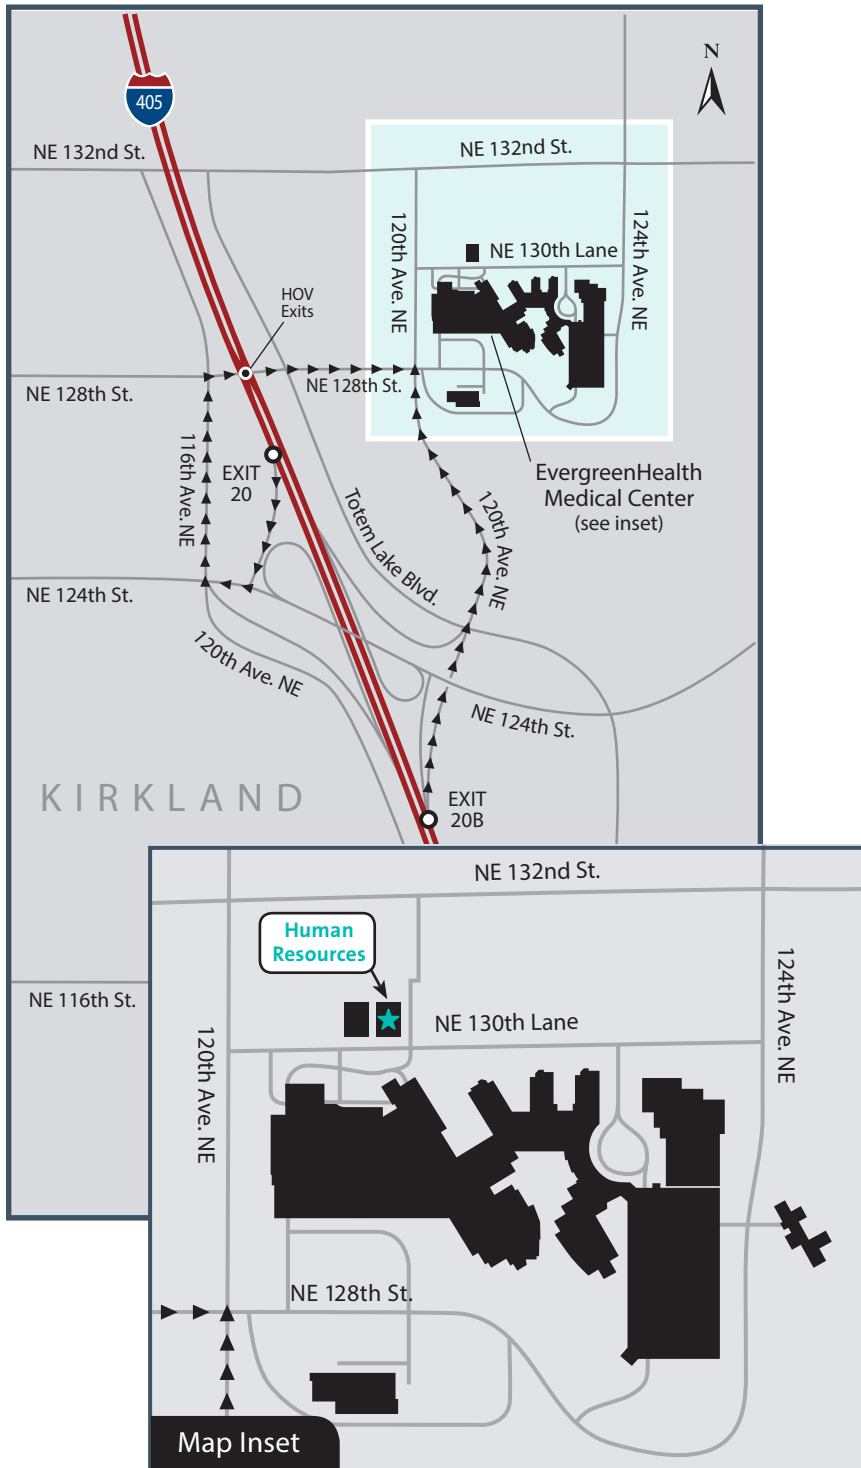 N
405
NE 132nd St.
NE 132nd St.
120th Ave. NE
124th Ave. NE
NE 130th Lane
HOV
Exits
NE 128th St.
NE 128th St.
116th Ave. NE
EXIT
20
EvergreenHealth
Medical Center
(see inset)
Totem Lake Blvd.
120th Ave. NE
NE 124th St.
120th Ave. NE
NE 124th St.
KIRKLAND
EXIT
20B
NE 116th St.
NE 132nd St.
Human
Resources
124th Ave. NE
NE 130th Lane
120th Ave. NE
NE 128th St.
Map Inset